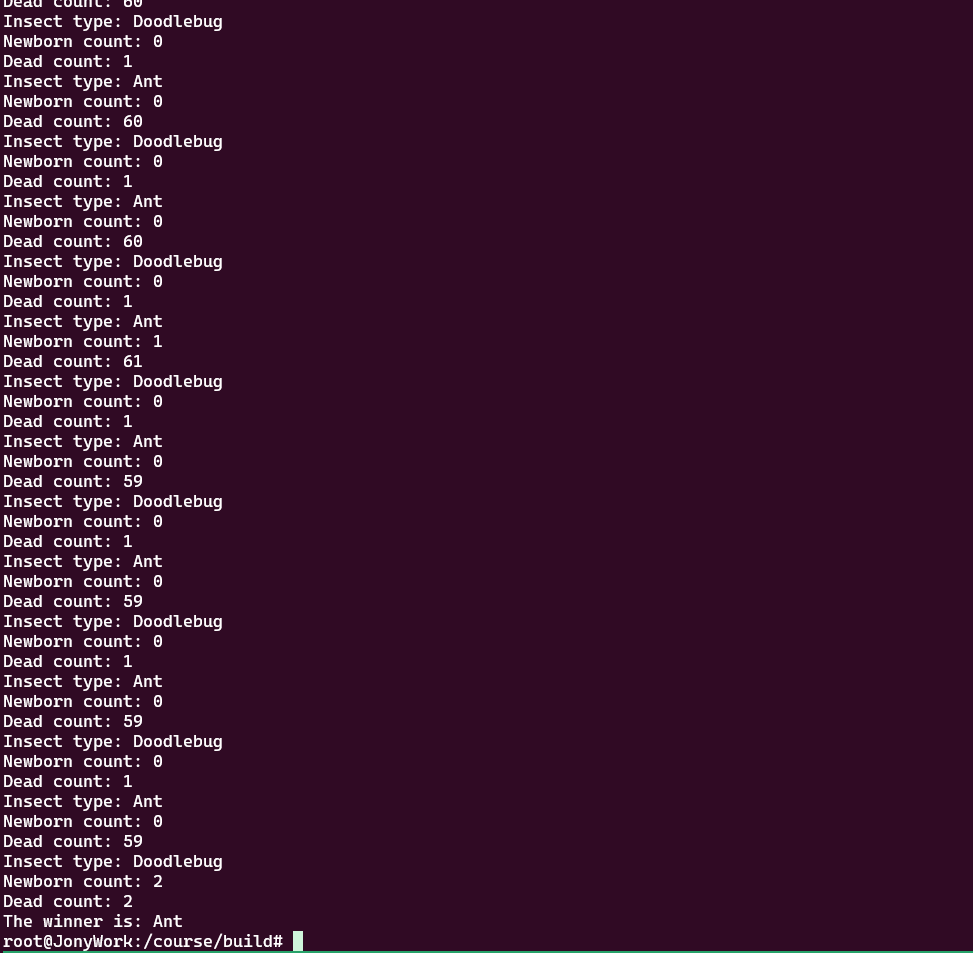 Dead count: 60
Insect type: Doodlebug
Newborn count: 0
Dead count: 1
Insect type: Ant
Newborn count: 0
Dead count: 60
Insect type: Doodlebug
Newborn count: 0
Dead count: 1
Insect type: Ant
Newborn count: 0
Dead count: 60
Insect type: Doodlebug
Newborn count: 0
Dead count: 1
Insect type: Ant
Newborn count: 1
Dead count: 61
Insect type: Doodlebug
Newborn count: 0
Dead count: 1
Insect type: Ant
Newborn count: 0
Dead count: 59
Insect type: Doodlebug
Newborn count: 0
Dead count: 1
Insect type: Ant
Newborn count: 0
Dead count: 59
Insect type: Doodlebug
Newborn count: 0
Dead count: 1
Insect type: Ant
Newborn count: 0
Dead count: 59
Insect type: Doodlebug
Newborn count: 0
Dead count: 1
Insect type: Ant
Newborn count: 0
Dead count: 59
Insect type: Doodlebug
Newborn count: 2
Dead count: 2
The winner is: Ant
root@JonyWork:/course/build#